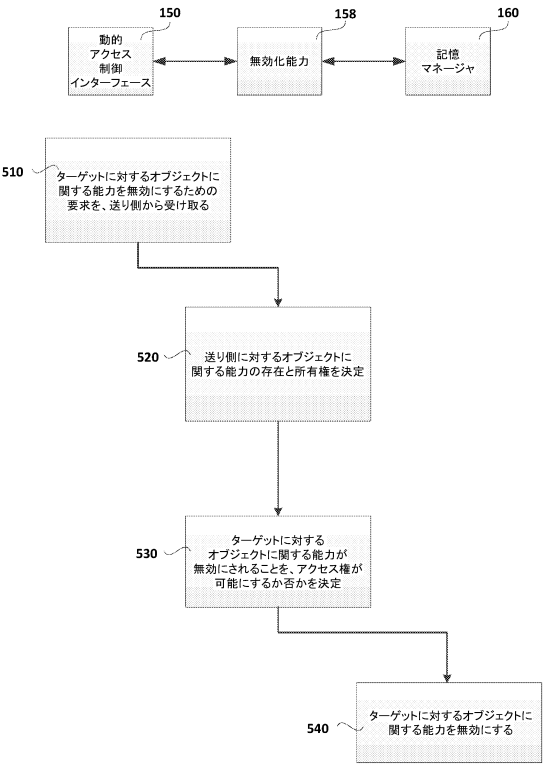 150
動的
アクセス
制御
インターフェース
158
無効化能力
160
記憶
マネージャ
510
ターゲットに対するオブジェクトに
関する能力を無効にするための
要求を、送り側から受け取る
520
送り側に対するオブジェクトに
関する能力の存在と所有権を決定
530
ターゲットに対する
オブジェクトに関する能力が
無効にされることを、アクセス権が
可能にするか否かを決定
540
ターゲットに対するオブジェクトに
関する能力を無効にする